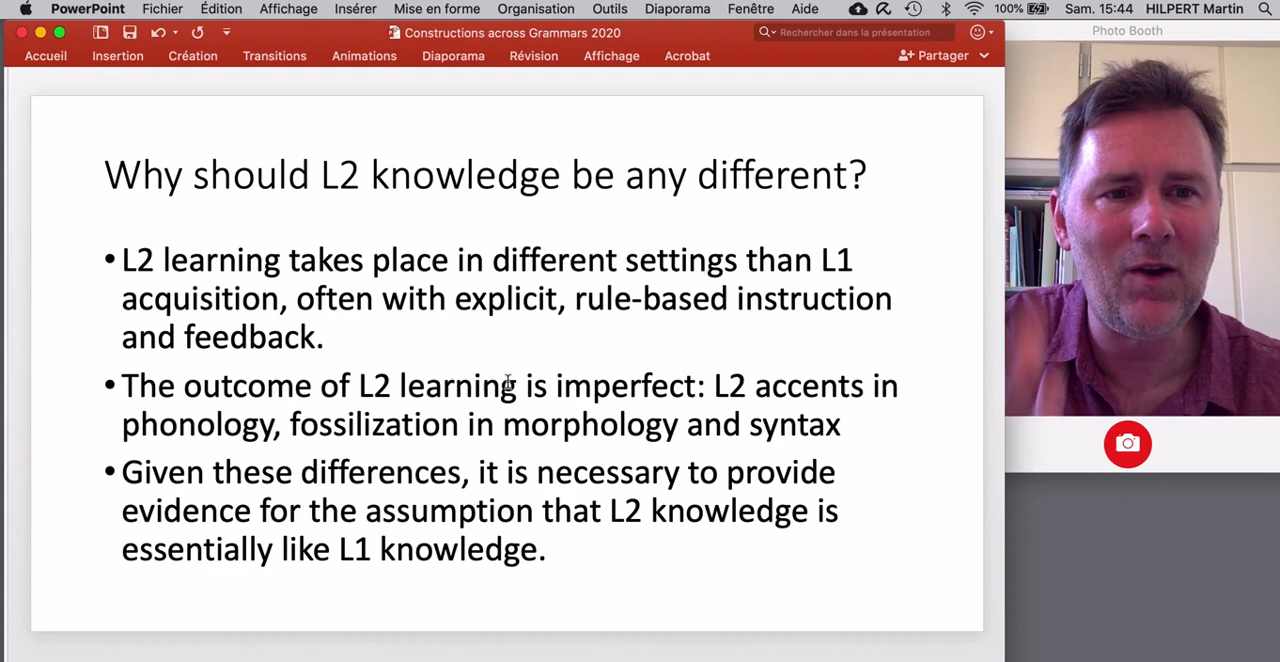 PowerPoint Fichier Édition Affichage Insérer Mise en forme Organisation Outils Diaporama Fenêtre Aide 100% Sam. 15:44 HILPERT Martin
Constructions across Grammars 2020
Rechercher dans la présentation
Photo Booth
Accueil Insertion Création Transitions Animations Diaporama Révision Affichage Acrobat Partager
Why should L2 knowledge be any different?
• L2 learning takes place in different settings than L1
acquisition, often with explicit, rule-based instruction
and feedback.
• The outcome of L2 learning is imperfect: L2 accents in
phonology, fossilization in morphology and syntax
• Given these differences, it is necessary to provide
evidence for the assumption that L2 knowledge is
essentially like L1 knowledge.